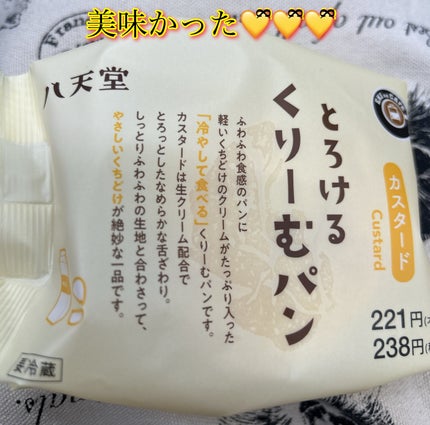 美味かった
八天堂
とろける
くりーむパン
カスタード
Custard
ふわふわ食感のパンに
軽いくちどけのクリームがたっぷり入った
「冷やして食べる」くりーむパンです。
カスタードは生クリーム配合で
とろっとしたなめらかな舌ざわり。
しっとりふわふわの生地と合わさって、
やさしいくちどけが絶妙な一品です。
221円
238円
要冷蔵